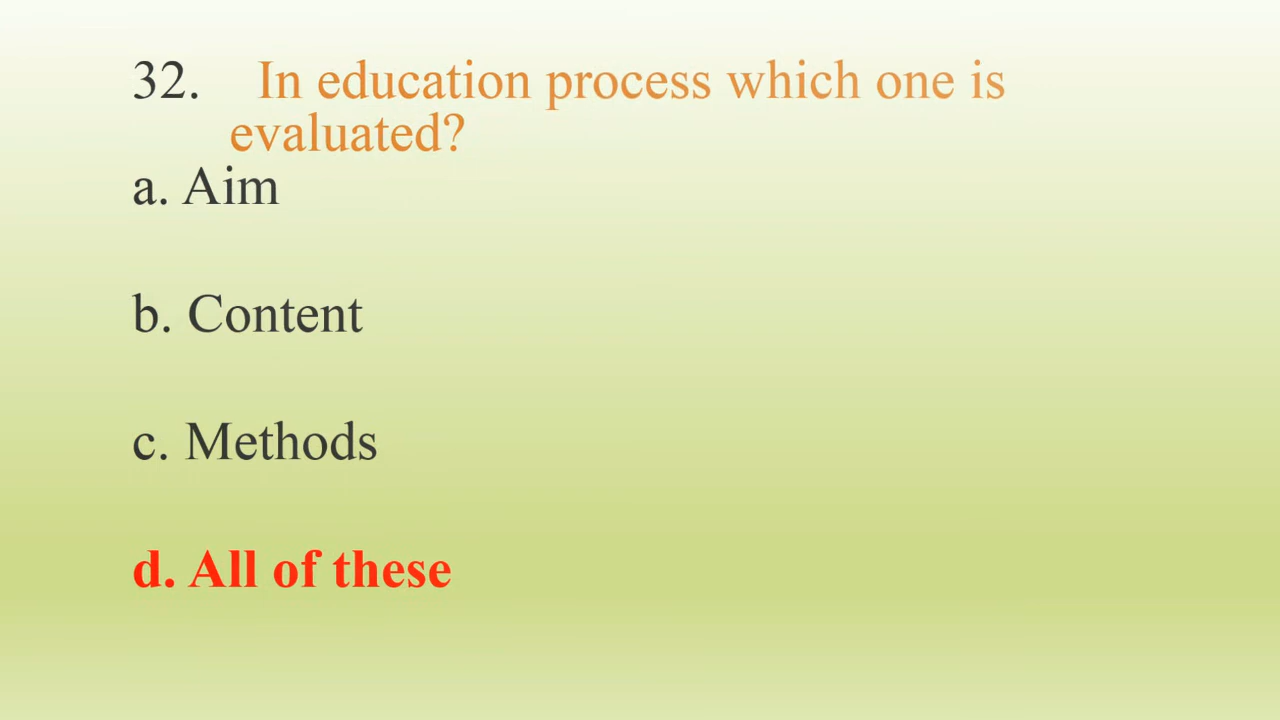 32. In education process which one is
evaluated?
a. Aim
b. Content
c. Methods
d. All of these